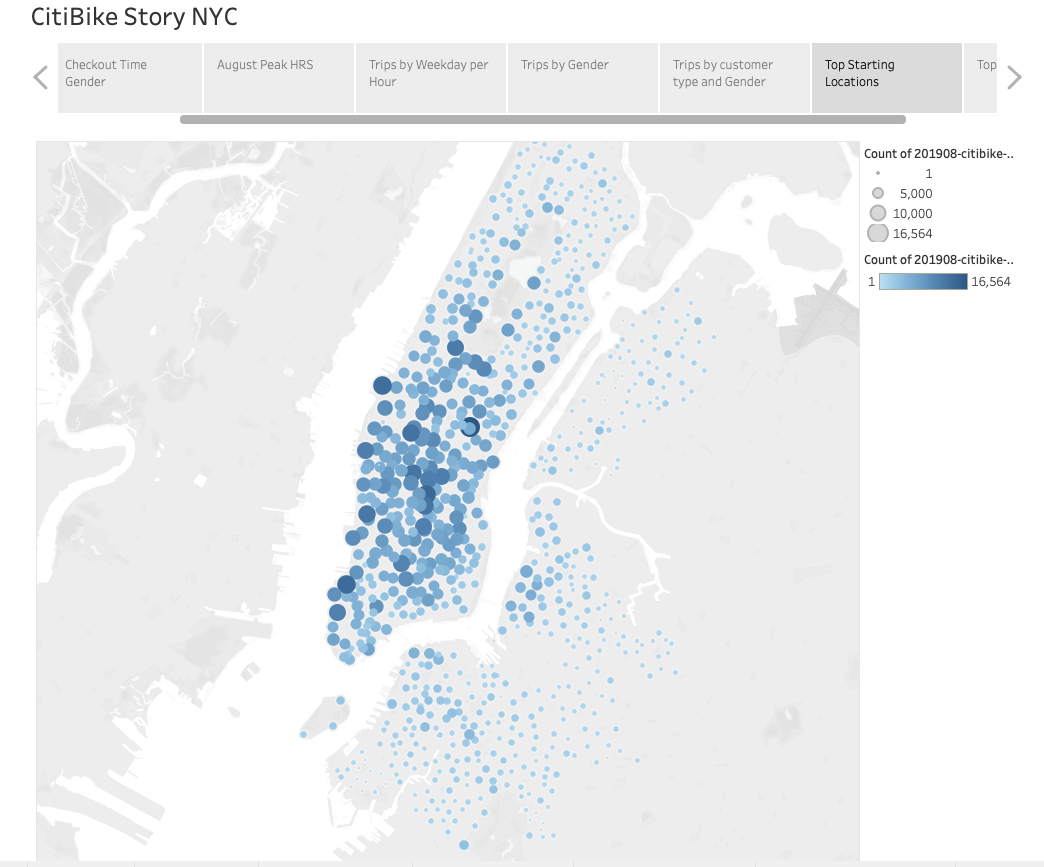 CitiBike Story NYC
Checkout Time
Gender
August Peak HRS
Trips by Weekday per
Hour
Trips by Gender
Trips by customer
type and Gender
Top Starting
Locations
Top
Count of 201908-citibike-..
1
5,000
10,000
16,564
Count of 201908-citibike-..
1 16,564